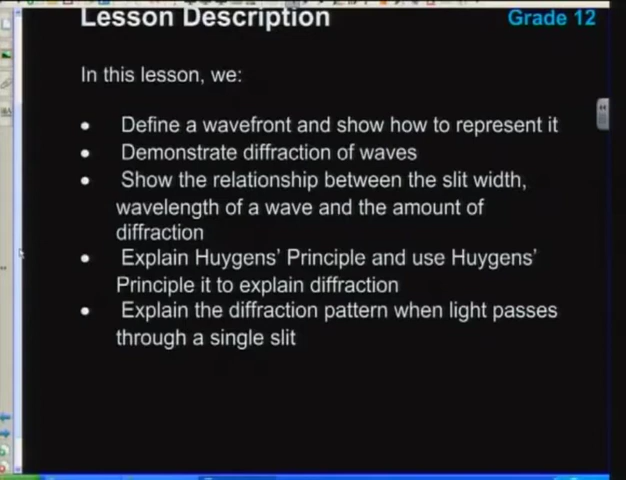 Lesson Description
Grade 12
In this lesson, we:
• Define a wavefront and show how to represent it
• Demonstrate diffraction of waves
• Show the relationship between the slit width,
wavelength of a wave and the amount of
diffraction
• Explain Huygens' Principle and use Huygens'
Principle it to explain diffraction
• Explain the diffraction pattern when light passes
through a single slit